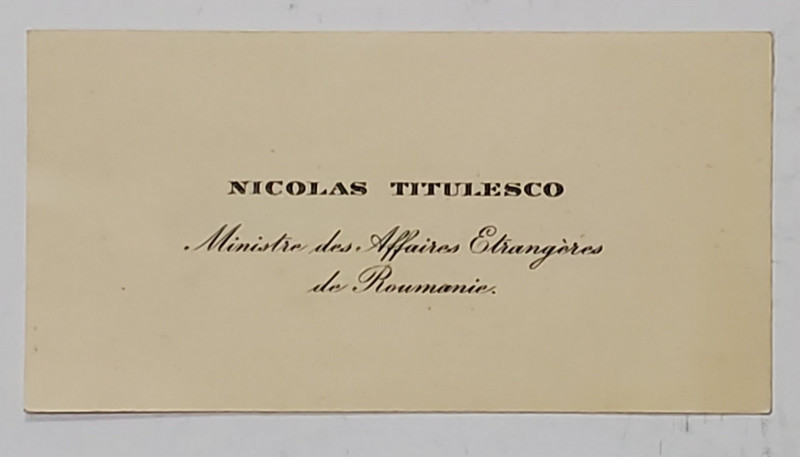 NICOLAS TITULESCO
Ministre des Affaires Etrangères
de Roumanie.